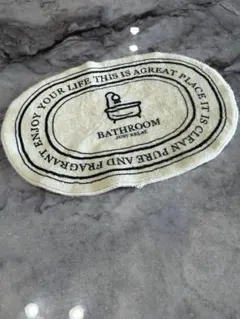 ENJOY YOUR LIFE THIS IS AGREAT PLACE IT IS CLEAN PURE AND FRAGRANT
BATHROOM
JUST RELAX